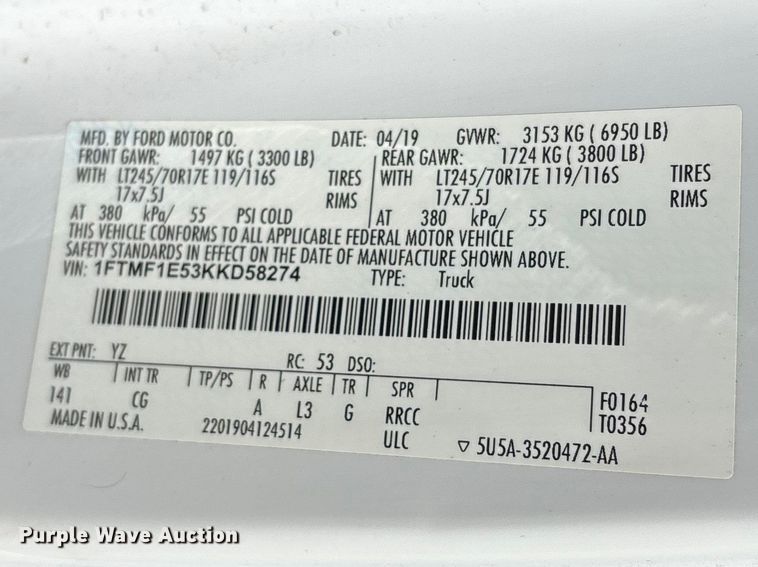 MFD. BY FORD MOTOR CO. DATE: 04/19 GVWR: 3153 KG ( 6950 LB)
FRONT GAWR: 1497 KG ( 3300 LB) REAR GAWR: 1724 KG ( 3800 LB)
WITH LT245/70R17E 119/116S TIRES WITH LT245/70R17E 119/116S TIRES
17x7.5J RIMS 17x7.5J RIMS
AT 380 kPa/ 55 PSI COLD AT 380 kPa/ 55 PSI COLD
THIS VEHICLE CONFORMS TO ALL APPLICABLE FEDERAL MOTOR VEHICLE
SAFETY STANDARDS IN EFFECT ON THE DATE OF MANUFACTURE SHOWN ABOVE.
VIN: 1FTMF1E53KKD58274 TYPE: Truck
EXT PNT: YZ RC: 53 DSO:
WB INT TR TP/PS R AXLE TR SPR
141 CG A L3 G RRCC F0164
MADE IN U.S.A. 2201904124514 ULC T0356
▽ 5U5A-3520472-AA
Purple Wave Auction